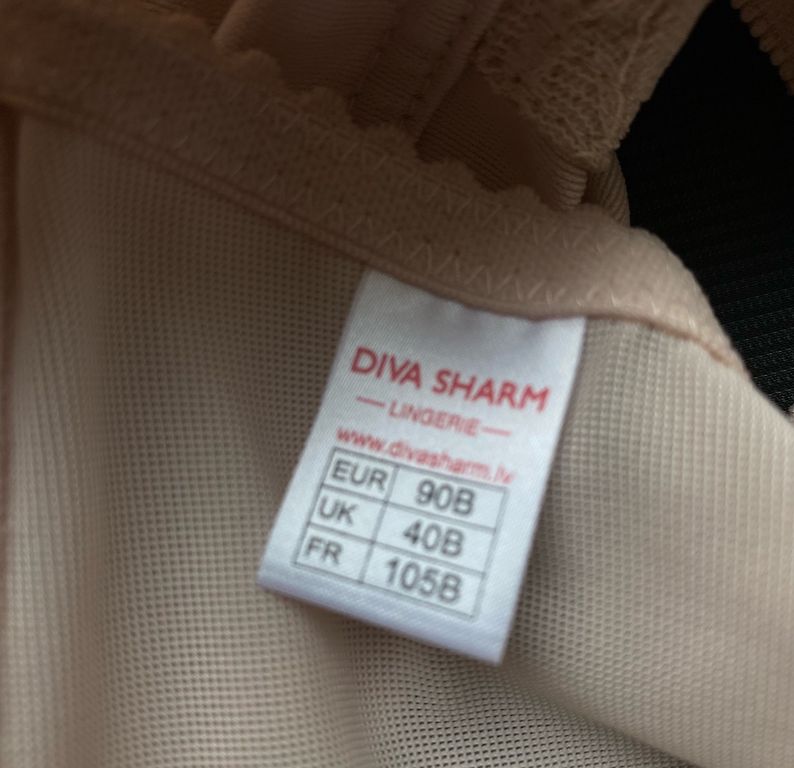 DIVA SHARM
LINGERIE
www.divasharm.lv
EUR 90B
UK 40B
FR 105B